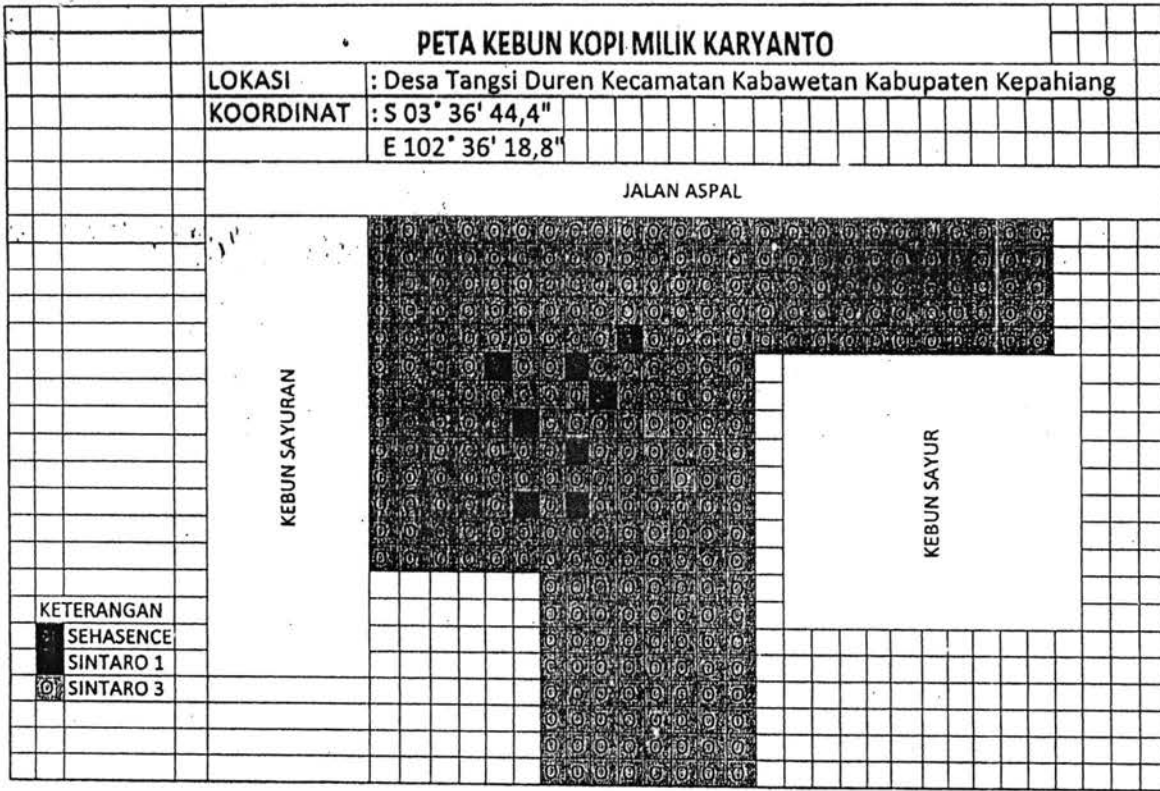 PETA KEBUN KOPI MILIK KARYANTO
LOKASI : Desa Tangsi Duren Kecamatan Kabawetan Kabupaten Kepahiang
KOORDINAT : S 03° 36' 44,4"
E 102° 36' 18,8"
JALAN ASPAL
KEBUN SAYURAN
KEBUN SAYUR
KETERANGAN
SEHASENCE
SINTARO 1
SINTARO 3